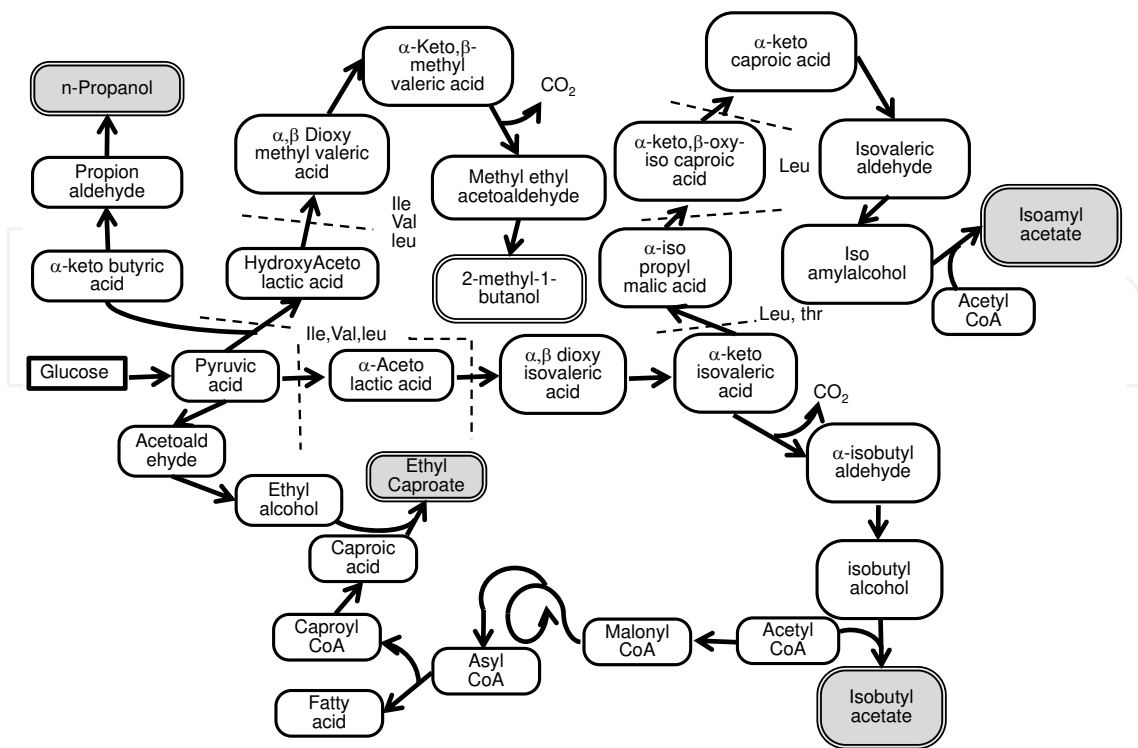 α-Keto,β-
methyl
valeric acid
CO2
α-keto
caproic acid
n-Propanol
α,β Dioxy
methyl valeric
acid
α-keto,β-oxy-
iso caproic
acid
Leu
Isovaleric
aldehyde
Propion
aldehyde
Methyl ethyl
acetoaldehyde
Ile
Val
leu
Isoamyl
acetate
α-keto butyric
acid
HydroxyAceto
lactic acid
2-methyl-1-
butanol
α-iso
propyl
malic acid
Iso
amylalcohol
Acetyl
CoA
Leu, thr
Ile,Val,leu
Glucose
Pyruvic
acid
α-Aceto
lactic acid
α,β dioxy
isovaleric
acid
α-keto
isovaleric
acid
CO2
Acetoald
ehyde
Ethyl
alcohol
Ethyl
Caproate
α-isobutyl
aldehyde
Caproic
acid
isobutyl
alcohol
Caproyl
CoA
Asyl
CoA
Malonyl
CoA
Acetyl
CoA
Fatty
acid
Isobutyl
acetate